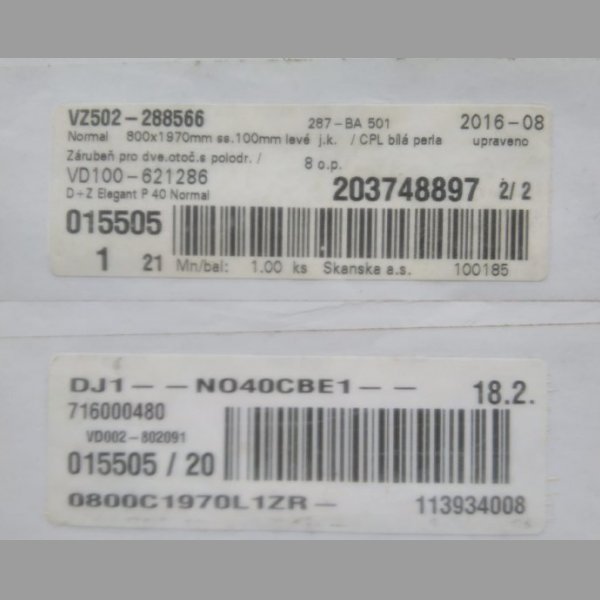 VZ502-288566 287-BA 501 2016-08
Normal 800x1970mm ss.100mm levé j.k. / CPL bílá perla upraveno
Zárubeň pro dve.otoč.s polodr. / 8 o.p.
VD100-621286 203748897 2/2
D+Z Elegant P 40 Normal
015505
1 21 Mn/bal: 1.00 ks Skanska a.s. 100185
DJ1-- NO40CBE1-- 18.2.
716000480
VD002-802091
015505 / 20
0800C1970L1ZR- 113934008